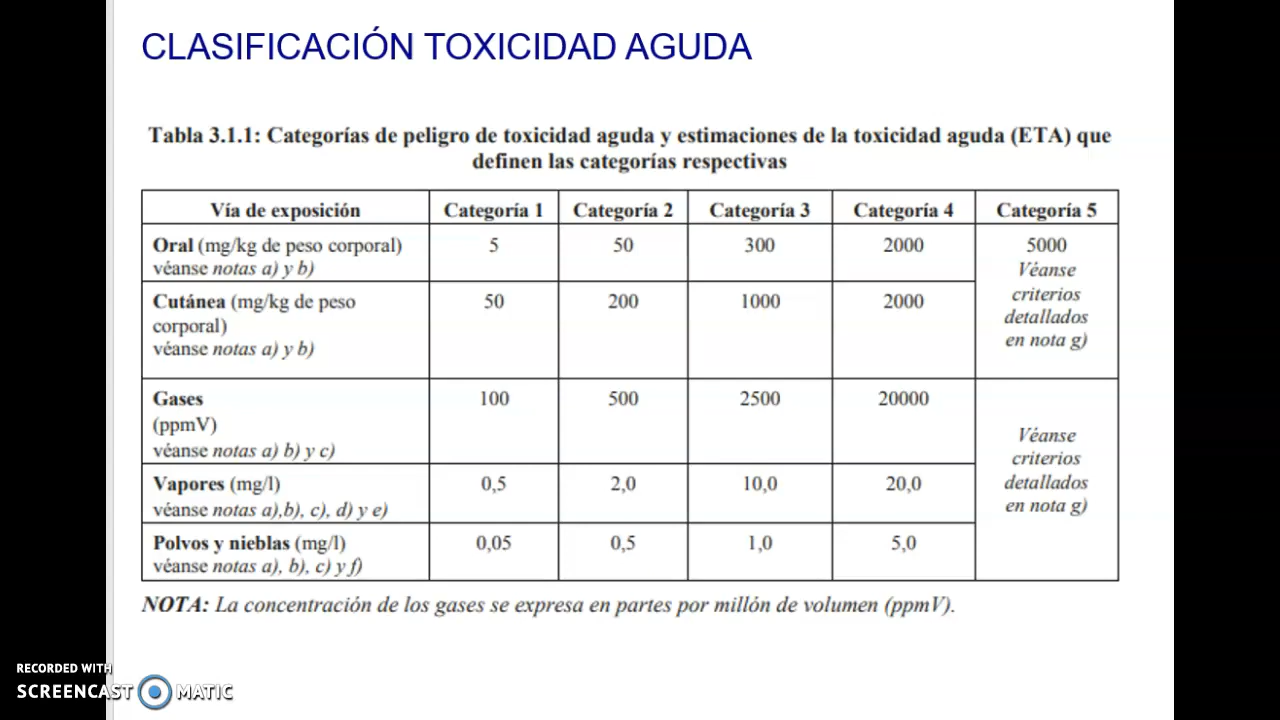 CLASIFICACIÓN TOXICIDAD AGUDA
Tabla 3.1.1: Categorías de peligro de toxicidad aguda y estimaciones de la toxicidad aguda (ETA) que
definen las categorías respectivas
Vía de exposición Categoría 1 Categoría 2 Categoría 3 Categoría 4 Categoría 5
Oral (mg/kg de peso corporal) 5 50 300 2000 5000
véanse notas a) y b) Véanse
criterios
Cutánea (mg/kg de peso 50 200 1000 2000 detallados
corporal) en nota g)
véanse notas a) y b)
Gases 100 500 2500 20000
(ppmV) Véanse
véanse notas a) b) y c) criterios
Vapores (mg/l) 0,5 2,0 10,0 20,0 detallados
véanse notas a),b), c), d) y e) en nota g)
Polvos y nieblas (mg/l) 0,05 0,5 1,0 5,0
véanse notas a), b), c) y f)
NOTA: La concentración de los gases se expresa en partes por millón de volumen (ppmV).
RECORDED WITH
SCREENCAST MATIC